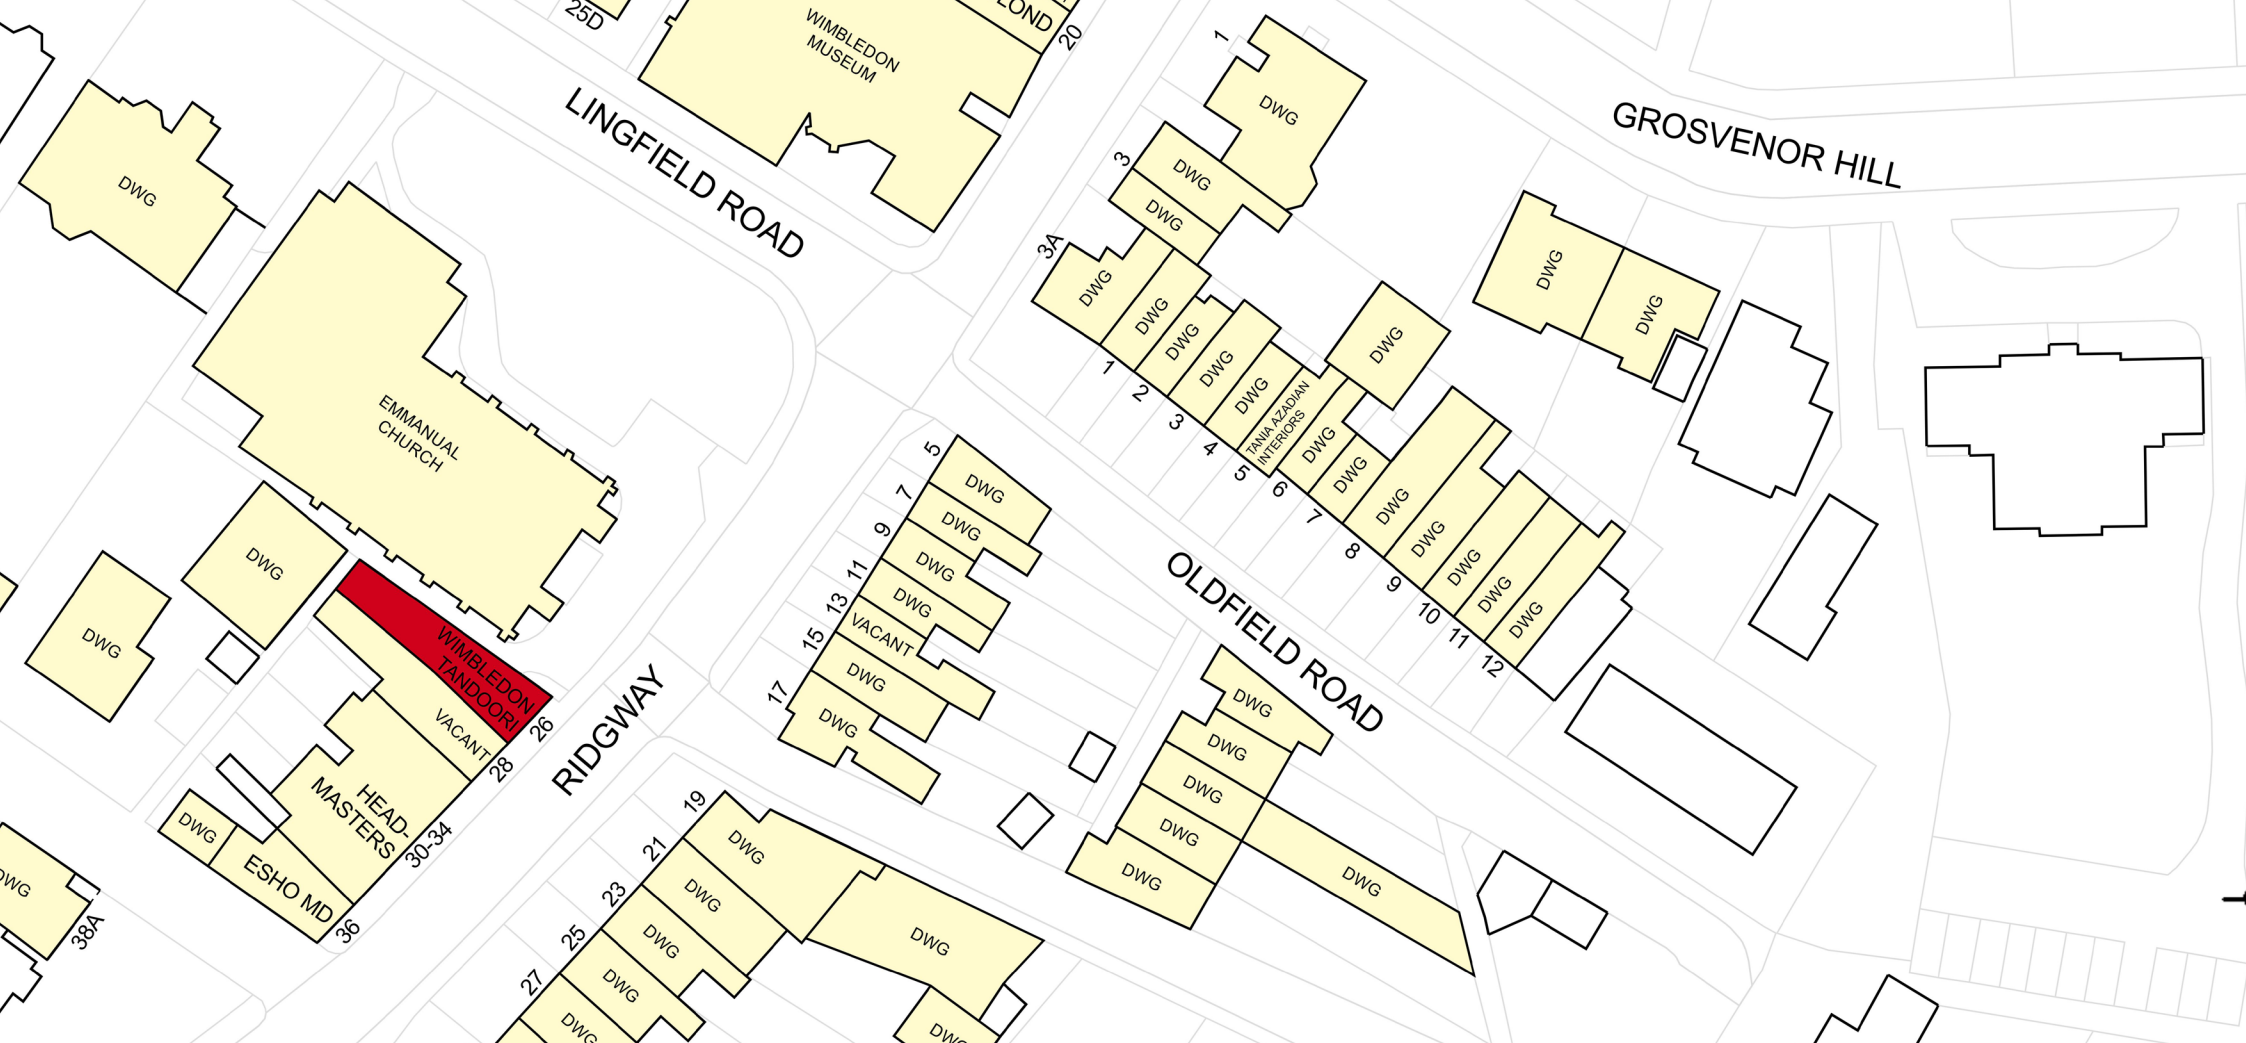 25D
WIMBLEDON
MUSEUM
LOND
20
LINGFIELD ROAD
GROSVENOR HILL
1
DWG
3
DWG
DWG
3A
DWG
DWG
DWG
DWG
DWG
TANIA AZADIAN
INTERIORS
DWG
DWG
DWG
DWG
DWG
DWG
DWG
DWG
DWG
DWG
1
2
3
4
5
6
7
8
9
10
11
12
DWG
EMMANUAL
CHURCH
DWG
DWG
WIMBLEDON
TANDOORI
26
VACANT
28
HEAD-
MASTERS
30-34
DWG
ESHO MD
36
DWG
38A
RIDGWAY
OLDFIELD ROAD
5
DWG
7
DWG
9
DWG
11
DWG
13
VACANT
15
DWG
17
DWG
DWG
DWG
DWG
DWG
DWG
DWG
19
DWG
21
DWG
23
DWG
25
DWG
27
DWG
DWG
DWG